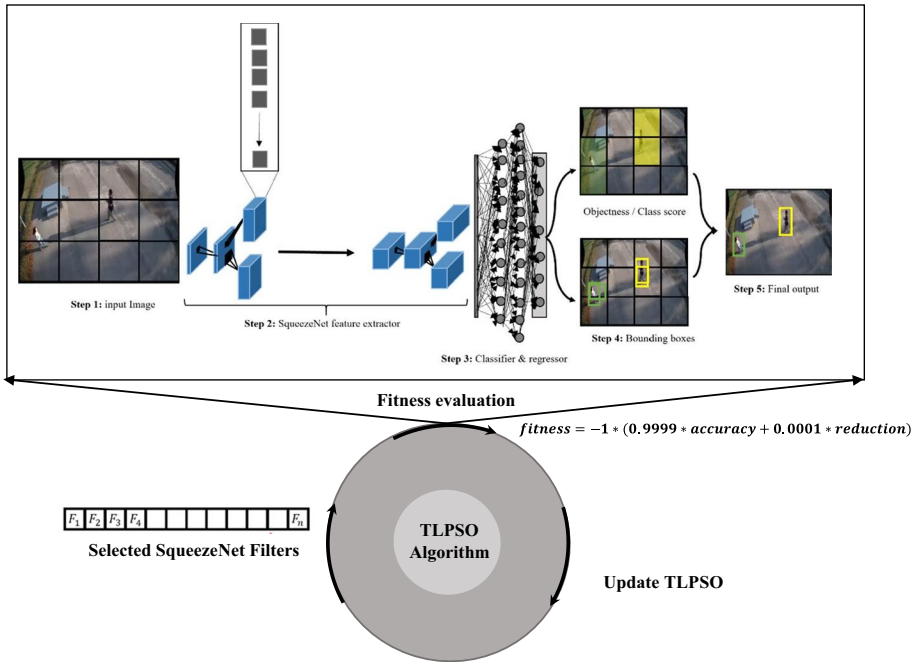 Objectness / Class score
Step 1: input Image
Step 2: SqueezeNet feature extractor
Step 3: Classifier & regressor
Step 4: Bounding boxes
Step 5: Final output
Fitness evaluation
fitness = −1 * (0.9999 * accuracy + 0.0001 * reduction)
F1 F2 F3 F4 Fn
Selected SqueezeNet Filters
TLPSO
Algorithm
Update TLPSO